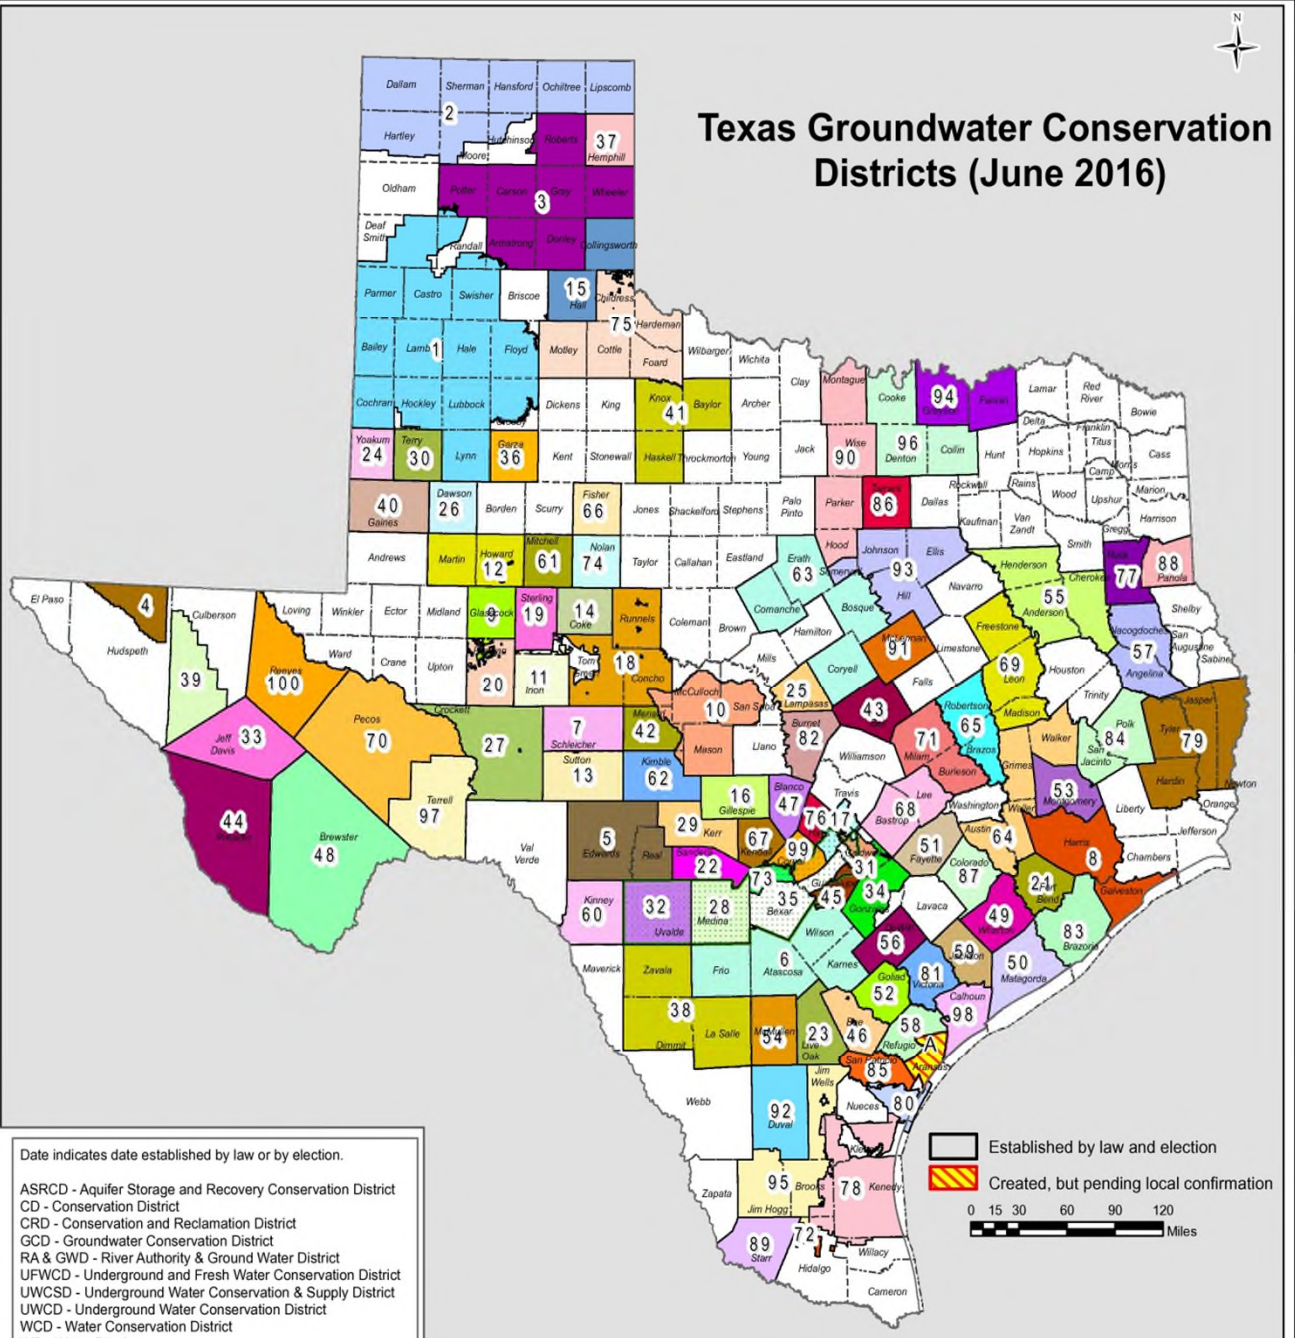 N
Texas Groundwater Conservation
Districts (June 2016)
Dallam Sherman Hansford Ochiltree Lipscomb
2
Hartley Moore Hutchinson Roberts 37
Hemphill
Oldham Potter Carson Gray Wheeler
3
Deaf
Smith Randall Armstrong Donley Collingsworth
Parmer Castro Swisher Briscoe 15 Childress
Hall
75 Hardeman
Bailey Lamb 1 Hale Floyd Motley Cottle Foard Wilbarger Wichita
Clay Montague Cooke 94 Fannin Lamar Red
River
Grayson
Cochran Hockley Lubbock Crosby Dickens King Knox 41 Baylor Archer Bowie
Delta Franklin
Titus
Yoakum Terry Lynn Garza Kent Stonewall Haskell Throckmorton Young Jack Wise 96 Collin Hunt Hopkins Morris Cass
24 30 36 90 Denton Camp
Rockwall Rains Wood Upshur Marion
40 Dawson Borden Scurry Fisher Jones Shackelford Stephens Palo
Pinto Parker Tarrant Dallas Kaufman Van
Zandt Gregg Harrison
Gaines 26 66 86
Smith
Andrews Martin Howard Mitchell Nolan Taylor Callahan Eastland Erath Hood Johnson Ellis Henderson Rusk 88
12 61 74 63 Somervell 93 Navarro Cherokee 77 Panola
El Paso 4 Culberson Loving Winkler Ector Midland Glasscock Sterling 14 Runnels Coleman Brown Comanche Bosque Hill 55 Shelby
9 19 Coke Anderson
Hudspeth Ward Crane Upton Hamilton McLennan Limestone Freestone Nacogdoches San
Augustine
Mills 91 57 Sabine
39 Reeves 20 11 Tom
Green 18 Concho Coryell Falls 69 Houston Angelina
100 Irion McCulloch San Saba 25 Leon Trinity
Lampasas
Jeff
Davis 33 Pecos Crockett 7 Menard 10 Burnet 43 Robertson Madison Polk Jasper
70 27 Schleicher 42 82 Bell 65 Walker 84 Tyler 79
Mason Llano Williamson 71 Brazos San
Jacinto
Sutton Kimble Milam Grimes Hardin Newton
13 62 Burleson
44 Terrell 16 Blanco Travis Lee Washington 53 Liberty Orange
Presidio 97 Gillespie 47 76 17 68 Waller Montgomery
Brewster 5 29 Kerr 67 Bastrop Austin 64 Harris Jefferson
48 Val
Verde Edwards Real Kendall 99 51 Colorado 8 Chambers
Bandera Comal Caldwell Fayette 87
22 73 31 21 Galveston
Kinney 32 28 35 45 34 Lavaca 49 Fort
Bend
60 Uvalde Medina Bexar Gonzales Wharton 83
Wilson 56 59 Brazoria
Maverick Zavala Frio 6 Karnes 81 Jackson 50
Atascosa Goliad Victoria Matagorda
52 Calhoun
38 La Salle McMullen 23 Bee 58 98
Dimmit 54 Live
Oak 46 Refugio A
San Patricio Aransas
Jim
Wells 85
Webb 92 Nueces 80
Duval
Kleberg
Zapata 95 Brooks 78 Kenedy
Jim Hogg
89 72 Willacy
Starr Hidalgo
Cameron
Established by law and election
Created, but pending local confirmation
0 15 30 60 90 120
Miles
Date indicates date established by law or by election.
ASRCD - Aquifer Storage and Recovery Conservation District
CD - Conservation District
CRD - Conservation and Reclamation District
GCD - Groundwater Conservation District
RA & GWD - River Authority & Ground Water District
UFWCD - Underground and Fresh Water Conservation District
UWCSD - Underground Water Conservation & Supply District
UWCD - Underground Water Conservation District
WCD - Water Conservation District